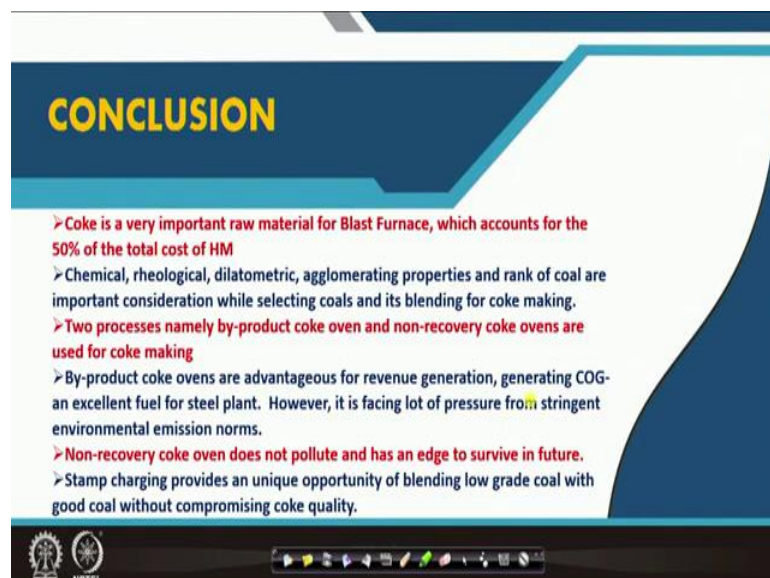 CONCLUSION
➢Coke is a very important raw material for Blast Furnace, which accounts for the
50% of the total cost of HM
➢Chemical, rheological, dilatometric, agglomerating properties and rank of coal are
important consideration while selecting coals and its blending for coke making.
➢Two processes namely by-product coke oven and non-recovery coke ovens are
used for coke making
➢By-product coke ovens are advantageous for revenue generation, generating COG-
an excellent fuel for steel plant. However, it is facing lot of pressure from stringent
environmental emission norms.
➢Non-recovery coke oven does not pollute and has an edge to survive in future.
➢Stamp charging provides an unique opportunity of blending low grade coal with
good coal without compromising coke quality.